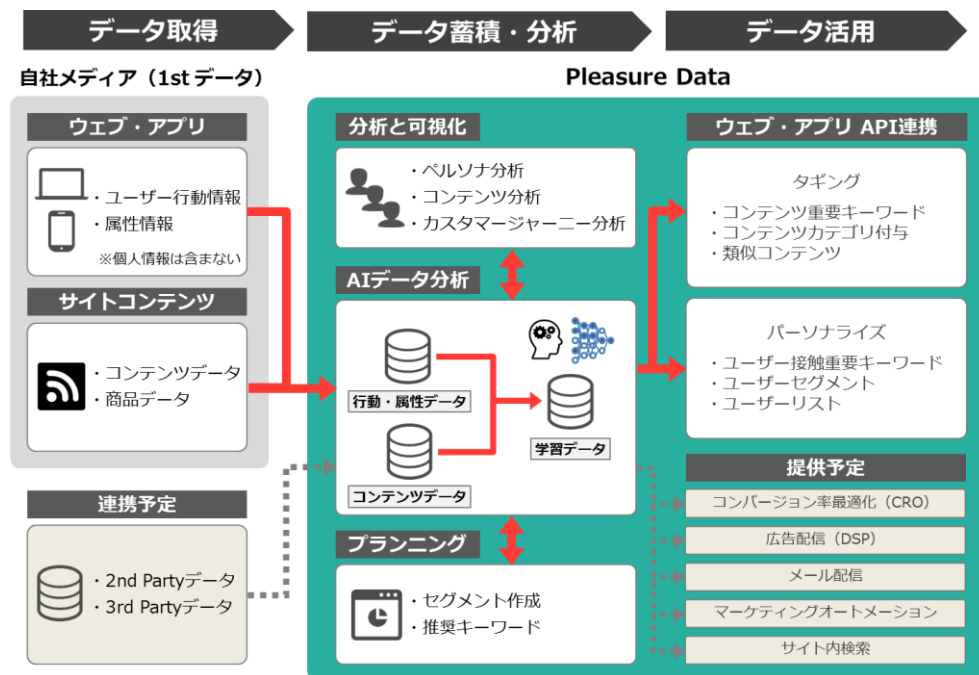 データ取得
データ蓄積・分析
データ活用
自社メディア（1st データ）
Pleasure Data
ウェブ・アプリ
・ユーザー行動情報
・属性情報
※個人情報は含まない
サイトコンテンツ
・コンテンツデータ
・商品データ
連携予定
・2nd Partyデータ
・3rd Partyデータ
分析と可視化
・ペルソナ分析
・コンテンツ分析
・カスタマージャーニー分析
AIデータ分析
行動・属性データ
コンテンツデータ
学習データ
プランニング
・セグメント作成
・推奨キーワード
ウェブ・アプリ API連携
タギング
・コンテンツ重要キーワード
・コンテンツカテゴリ付与
・類似コンテンツ
パーソナライズ
・ユーザー接触重要キーワード
・ユーザーセグメント
・ユーザーリスト
提供予定
コンバージョン率最適化（CRO）
広告配信（DSP）
メール配信
マーケティングオートメーション
サイト内検索